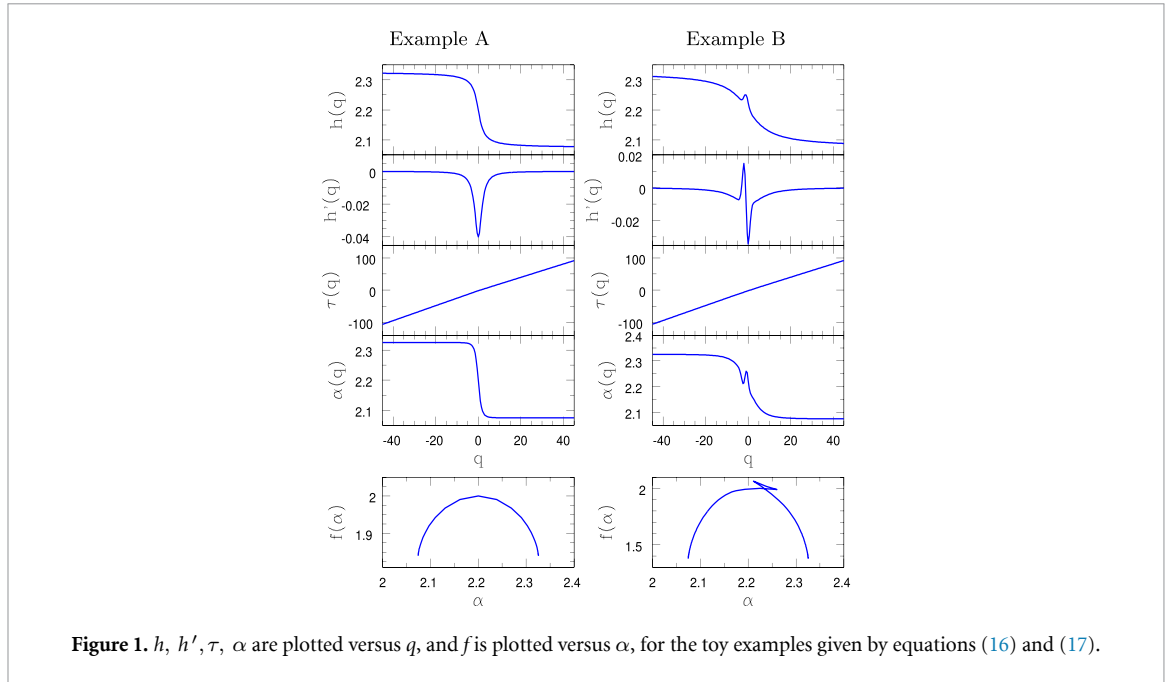 Example A Example B
h(q) 2.3 2.2 2.1
h(q) 2.3 2.2 2.1
h'(q) 0 -0.02 -0.04
h'(q) 0.02 0 -0.02
τ(q) 100 0 -100
τ(q) 100 0 -100
α(q) 2.3 2.2 2.1
α(q) 2.4 2.3 2.2 2.1
-40 -20 0 20 40
q
-40 -20 0 20 40
q
f(α) 2 1.9
2 2.1 2.2 2.3 2.4
α
f(α) 2 1.5
2 2.1 2.2 2.3 2.4
α
Figure 1. h, h′, τ, α are plotted versus q, and f is plotted versus α, for the toy examples given by equations (16) and (17).